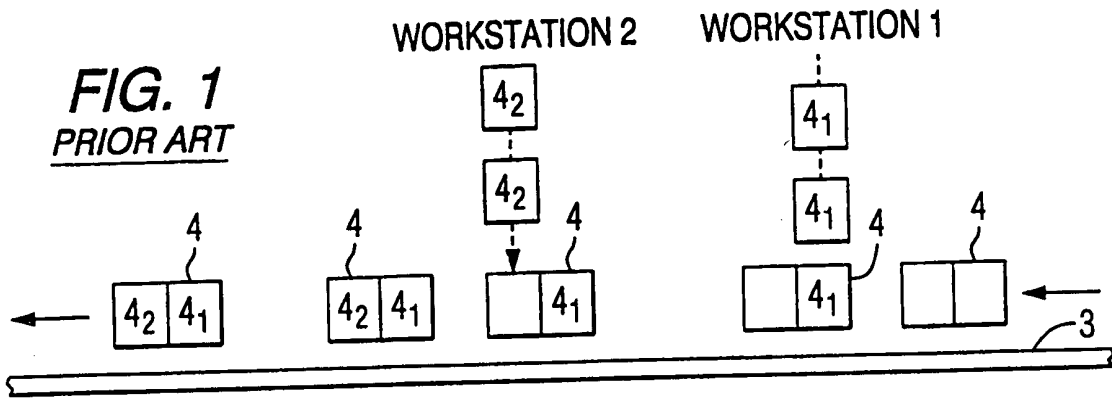 WORKSTATION 2 WORKSTATION 1
FIG. 1
PRIOR ART
4₂ 4₁
4₂ 4₁
4 4 4 4 4
4₂ 4₁ 4₂ 4₁ 4₁ 4₁
3